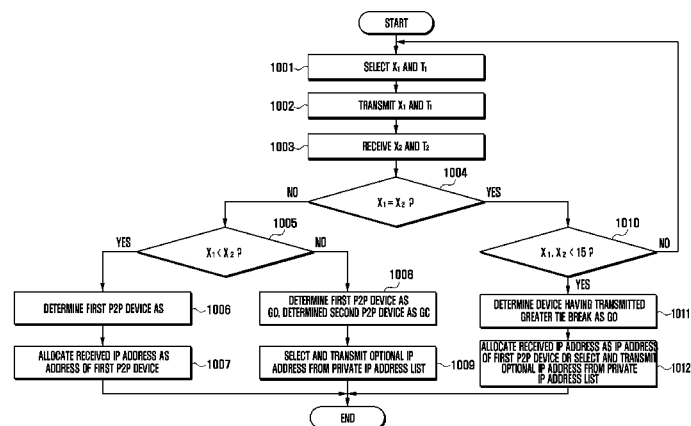 START
1001
SELECT X₁ AND T₁
1002
TRANSMIT X₁ AND T₁
1003
RECEIVE X₂ AND T₂
1004
X₁ = X₂ ?
NO
YES
1005
X₁ < X₂ ?
YES
NO
1010
X₁, X₂ < 15 ?
NO
YES
DETERMINE FIRST P2P DEVICE AS
1006
1008
DETERMINE FIRST P2P DEVICE AS
GO, DETERMINED SECOND P2P DEVICE AS GC
DETERMINE DEVICE HAVING TRANSMITTED
GREATER TIE BREAK AS GO
1011
ALLOCATE RECEIVED IP ADDRESS AS
ADDRESS OF FIRST P2P DEVICE
1007
SELECT AND TRANSMIT OPTIONAL IP
ADDRESS FROM PRIVATE IP ADDRESS LIST
1009
ALLOCATE RECEIVED IP ADDRESS AS IP ADDRESS
OF FIRST P2P DEVICE OR SELECT AND TRANSMIT
OPTIONAL IP ADDRESS FROM PRIVATE
IP ADDRESS LIST
1012
END